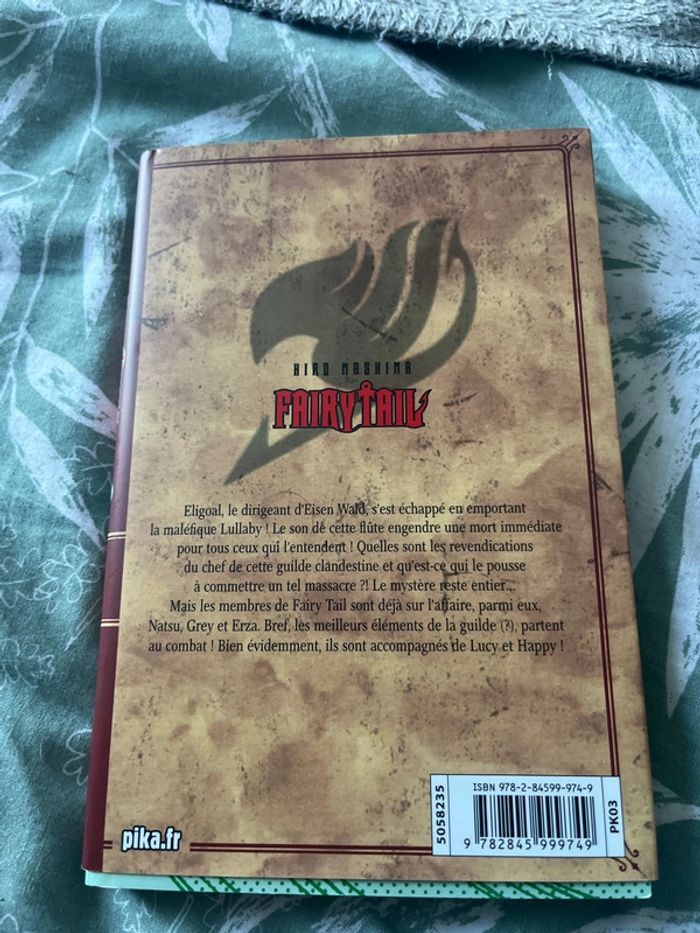 HIRO MASHIMA
FAIRY TAIL
Eligoal, le dirigeant d'Eisen Wald, s'est échappé en emportant
la maléfique Lullaby ! Le son de cette flûte engendre une mort immédiate
pour tous ceux qui l'entendent ! Quelles sont les revendications
du chef de cette guilde clandestine et qu'est-ce qui le pousse
à commettre un tel massacre ?! Le mystère reste entier...
Mais les membres de Fairy Tail sont déjà sur l'affaire, parmi eux,
Natsu, Grey et Erza. Bref, les meilleurs éléments de la guilde (?), partent
au combat ! Bien évidemment, ils sont accompagnés de Lucy et Happy !
pika.fr
5058235
ISBN 978-2-84599-974-9
9 782845 999749
PK03